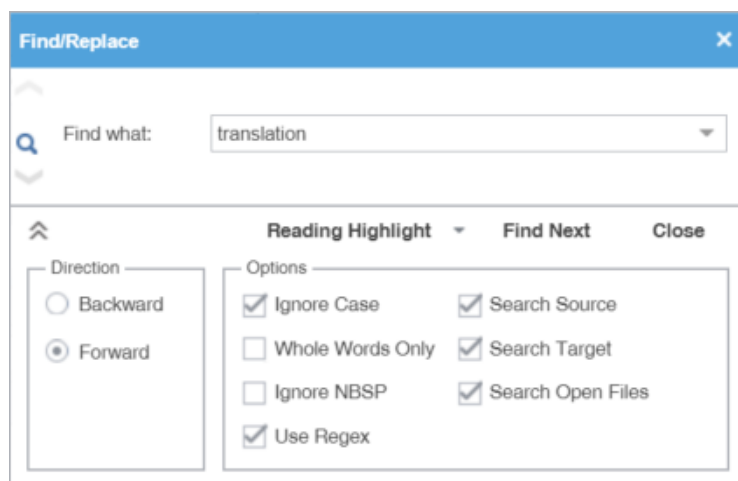 Find/Replace
Find what: translation
Reading Highlight Find Next Close
Direction
Backward
Forward
Options
Ignore Case Search Source
Whole Words Only Search Target
Ignore NBSP Search Open Files
Use Regex